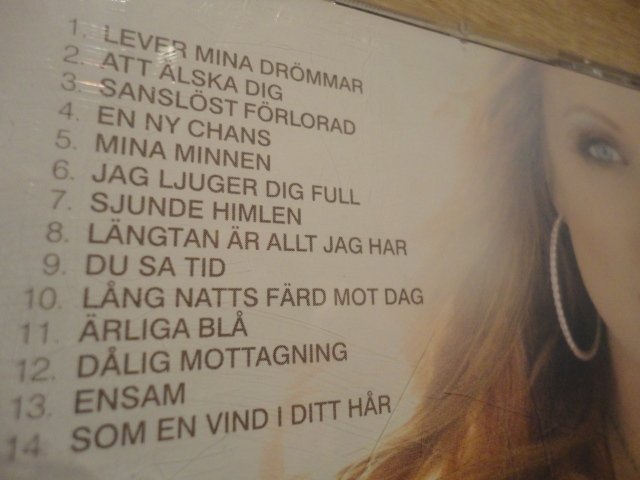 1. LEVER MINA DRÖMMAR
2. ATT ÄLSKA DIG
3. SANSLÖST FÖRLORAD
4. EN NY CHANS
5. MINA MINNEN
6. JAG LJUGER DIG FULL
7. SJUNDE HIMLEN
8. LÄNGTAN ÄR ALLT JAG HAR
9. DU SA TID
10. LÅNG NATTS FÄRD MOT DAG
11. ÄRLIGA BLÅ
12. DÅLIG MOTTAGNING
13. ENSAM
14 SOM EN VIND I DITT HÅR